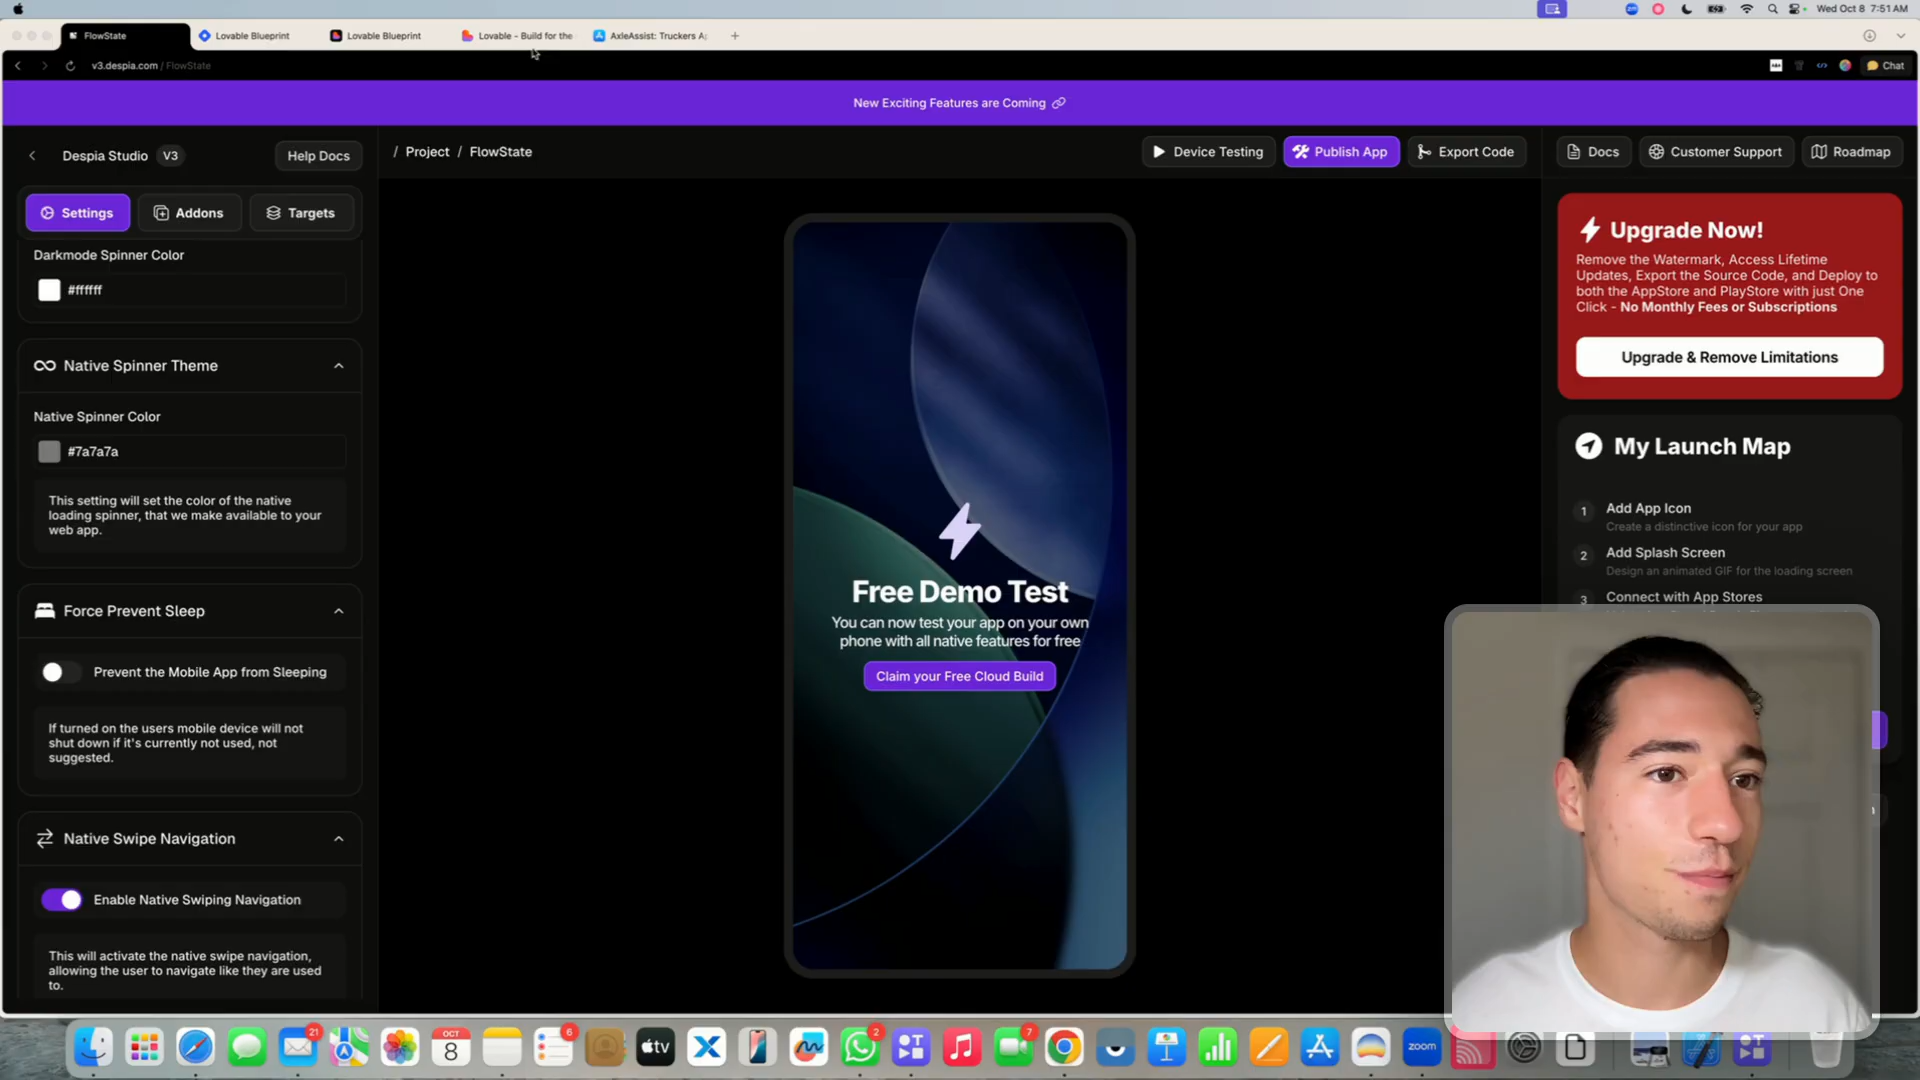 Wed Oct 8 7:51 AM
FlowState
Lovable Blueprint
Lovable Blueprint
Lovable - Build for the
AxleAssist: Truckers A
v3.despia.com / FlowState
Chat
New Exciting Features are Coming
Despia Studio V3
Help Docs
/ Project / FlowState
Device Testing
Publish App
Export Code
Docs
Customer Support
Roadmap
Settings
Addons
Targets
Darkmode Spinner Color
#ffffff
Native Spinner Theme
Native Spinner Color
#7a7a7a
This setting will set the color of the native
loading spinner, that we make available to your
web app.
Force Prevent Sleep
Prevent the Mobile App from Sleeping
If turned on the users mobile device will not
shut down if it's currently not used, not
suggested.
Native Swipe Navigation
Enable Native Swiping Navigation
This will activate the native swipe navigation,
allowing the user to navigate like they are used
to.
Free Demo Test
You can now test your app on your own
phone with all native features for free
Claim your Free Cloud Build
Upgrade Now!
Remove the Watermark, Access Lifetime
Updates, Export the Source Code, and Deploy to
both the AppStore and PlayStore with just One
Click - No Monthly Fees or Subscriptions
Upgrade & Remove Limitations
My Launch Map
1 Add App Icon
Create a distinctive icon for your app
2 Add Splash Screen
Design an animated GIF for the loading screen
3 Connect with App Stores
21
OCT
8
6
tv
2
7
zoom